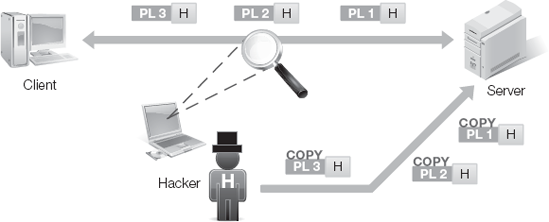 PL 3 H PL 2 H PL 1 H
Client
Server
COPY
PL 1 H
COPY
PL 2 H
COPY
PL 3 H
Hacker
H